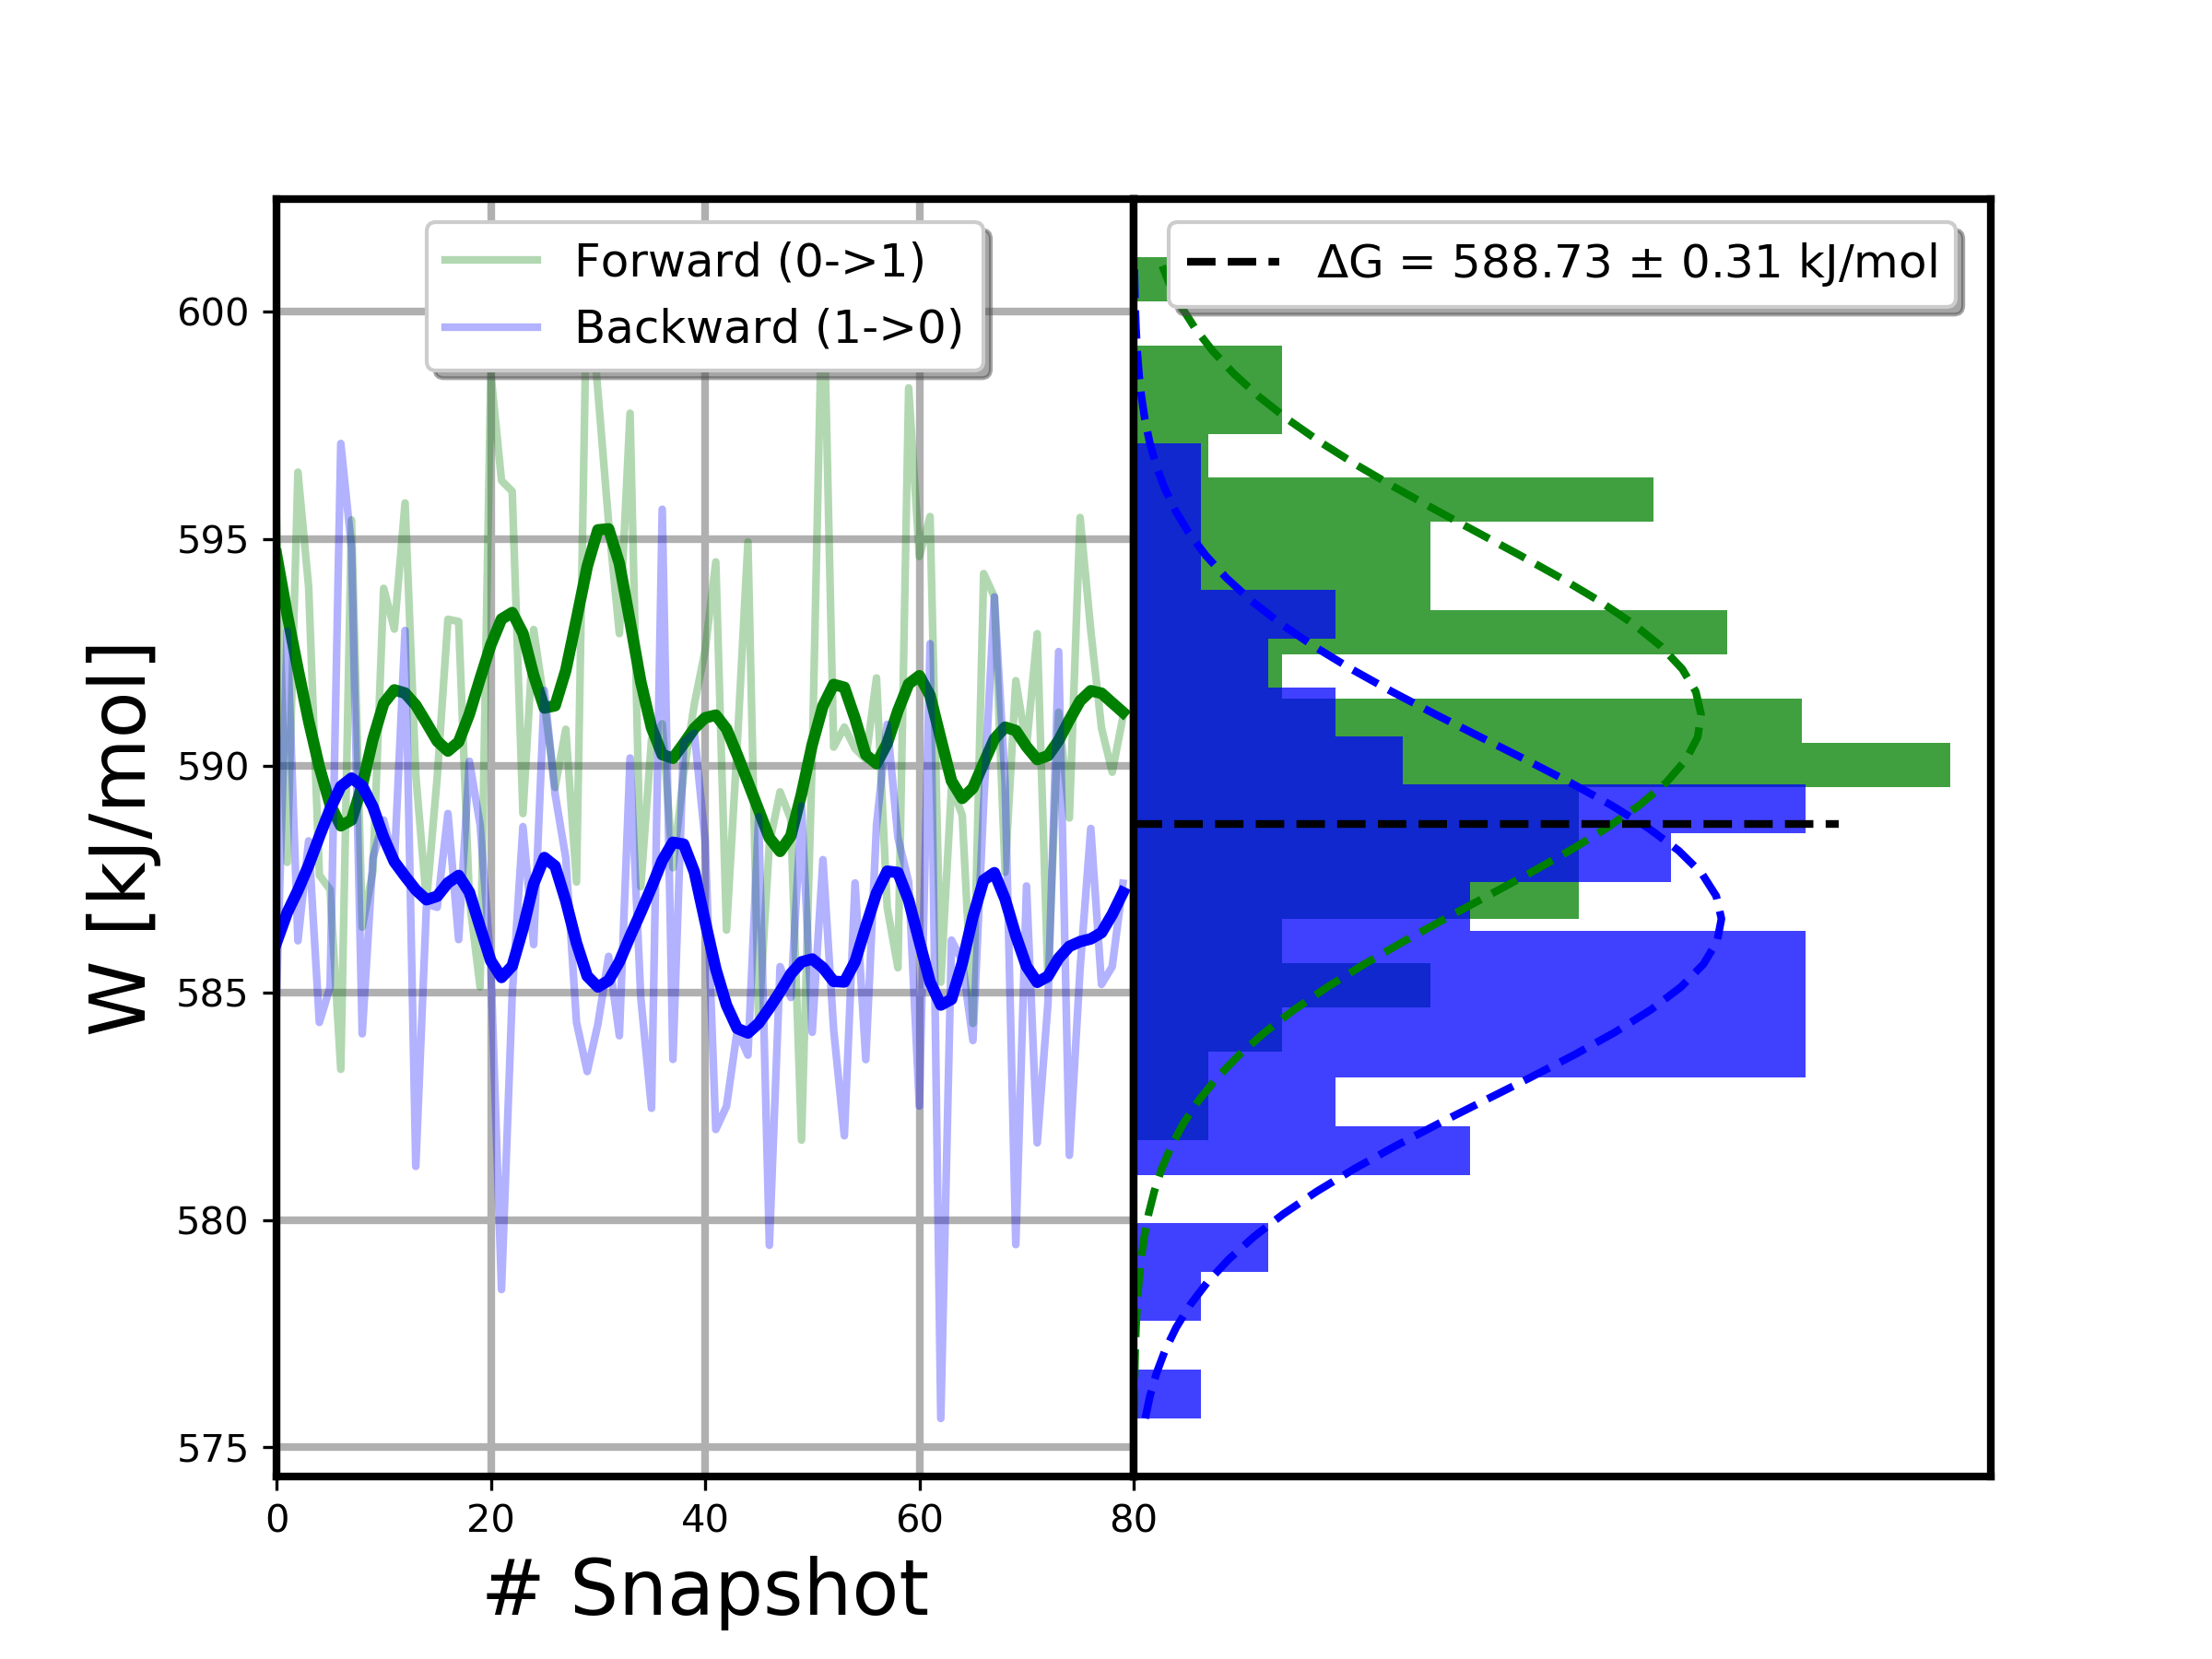 Forward (0->1)
Backward (1->0)
ΔG = 588.73 ± 0.31 kJ/mol
600
595
590
585
580
575
W [kJ/mol]
0 20 40 60 80
# Snapshot